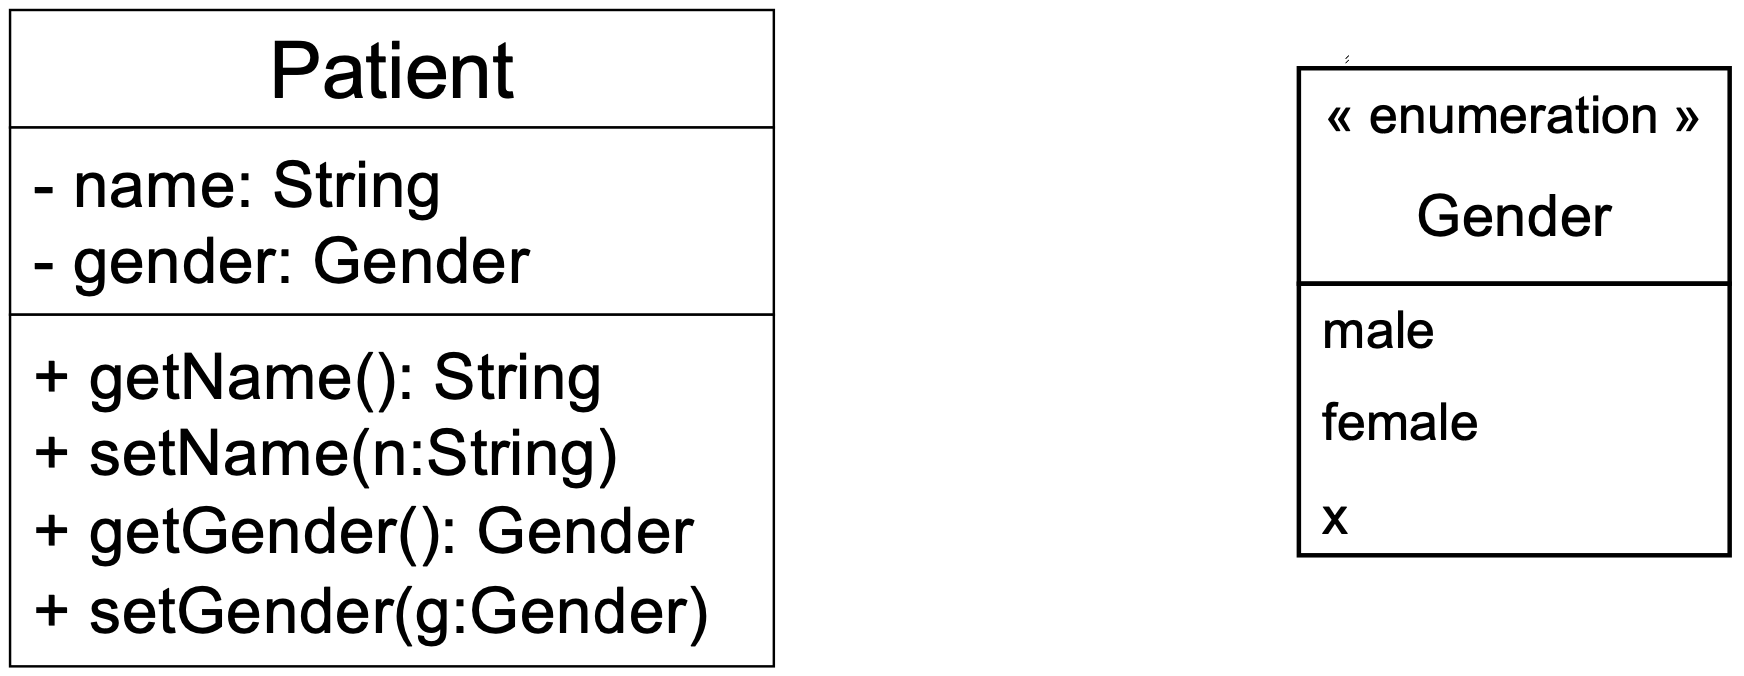 Patient
- name: String
- gender: Gender
+ getName(): String
+ setName(n:String)
+ getGender(): Gender
+ setGender(g:Gender)
« enumeration »
Gender
male
female
x